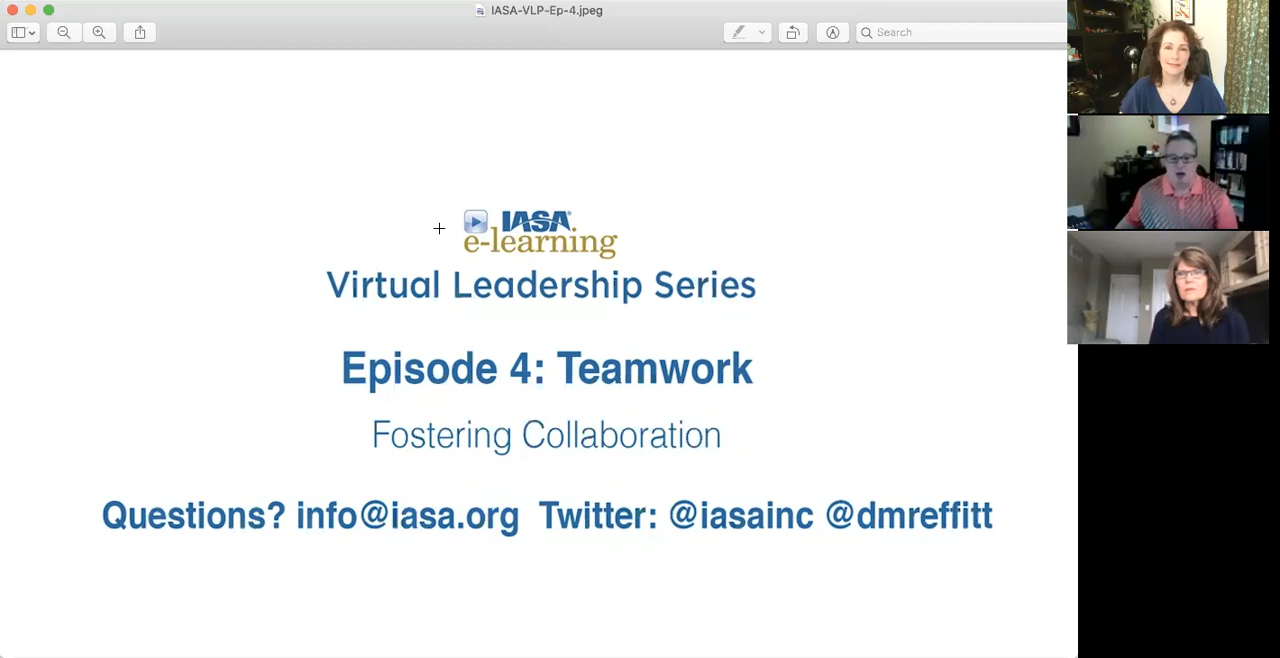 IASA-VLP-Ep-4.jpeg
Search
IASA
e-learning
Virtual Leadership Series
Episode 4: Teamwork
Fostering Collaboration
Questions? info@iasa.org Twitter: @iasainc @dmreffitt